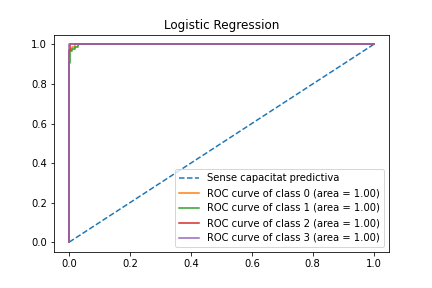 Logistic Regression
1.0
0.8
0.6
0.4
0.2
0.0
Sense capacitat predictiva
ROC curve of class 0 (area = 1.00)
ROC curve of class 1 (area = 1.00)
ROC curve of class 2 (area = 1.00)
ROC curve of class 3 (area = 1.00)
0.0 0.2 0.4 0.6 0.8 1.0